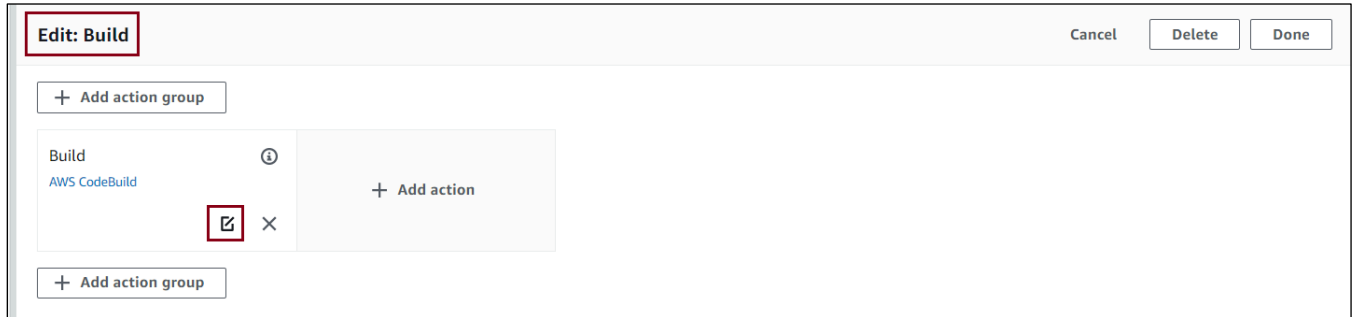 Edit: Build
Cancel
Delete
Done
+ Add action group
Build
AWS CodeBuild
+ Add action
+ Add action group